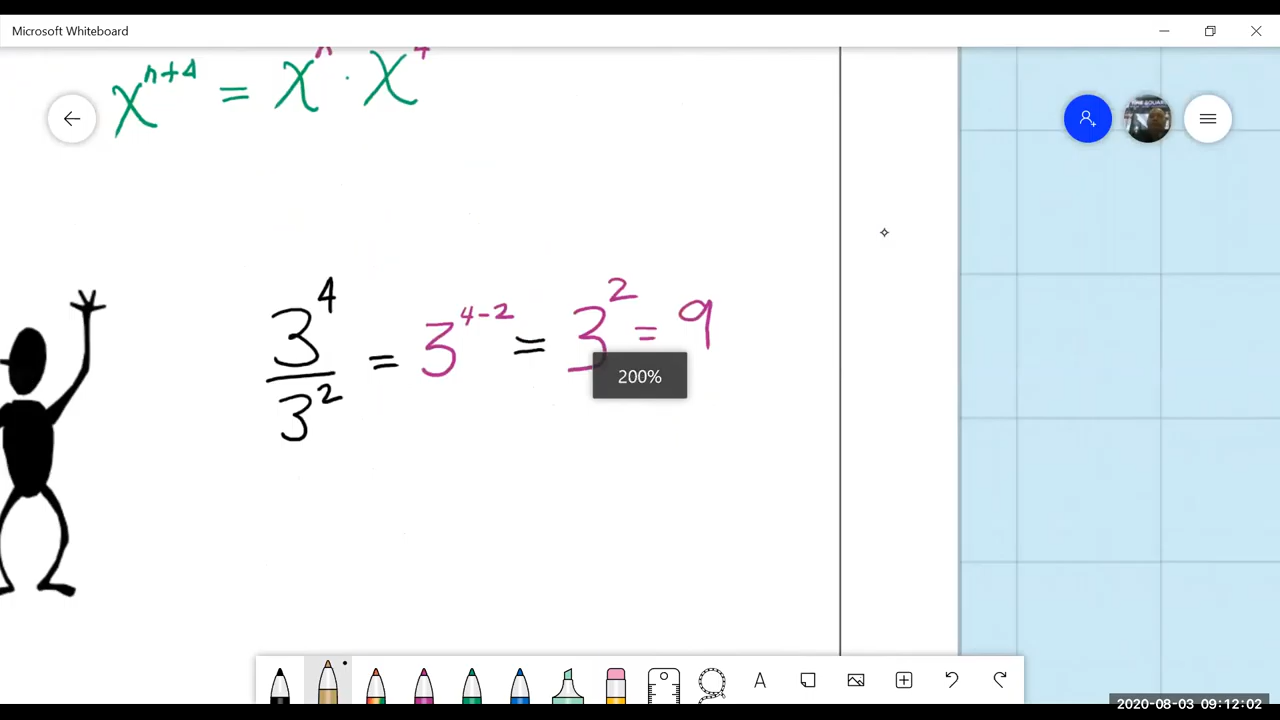 Microsoft Whiteboard
x^{n+4} = x^n · x^4
3^4 / 3^2 = 3^{4-2} = 3^2 = 9
200%
A
2020-08-03 09:12:02